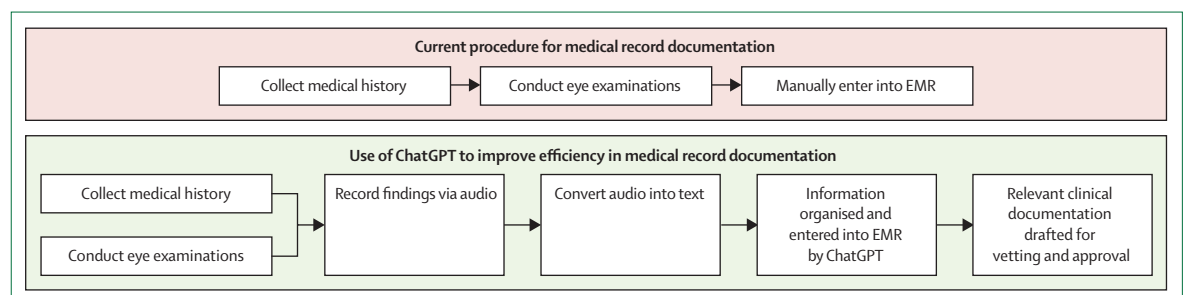 Current procedure for medical record documentation
Collect medical history
Conduct eye examinations
Manually enter into EMR
Use of ChatGPT to improve efficiency in medical record documentation
Collect medical history
Conduct eye examinations
Record findings via audio
Convert audio into text
Information
organised and
entered into EMR
by ChatGPT
Relevant clinical
documentation
drafted for
vetting and approval